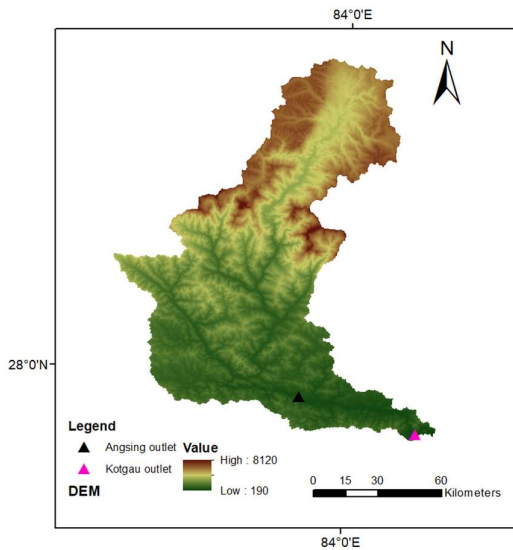 84°0'E
N
28°0'N
Legend
Angsing outlet
Kotgau outlet
DEM
Value
High : 8120
Low : 190
0 15 30 60
Kilometers
84°0'E